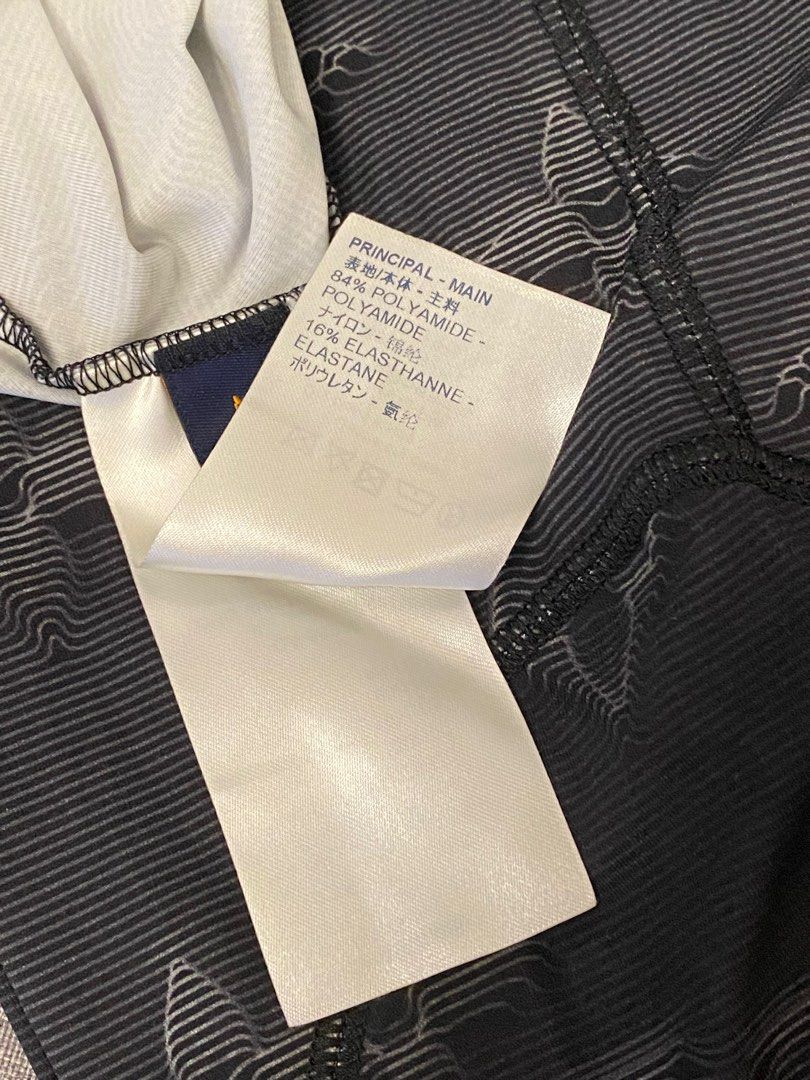 PRINCIPAL - MAIN
表地/本体 - 主料
84% POLYAMIDE -
POLYAMIDE
ナイロン - 锦纶
16% ELASTHANNE -
ELASTANE
ポリウレタン - 氨纶